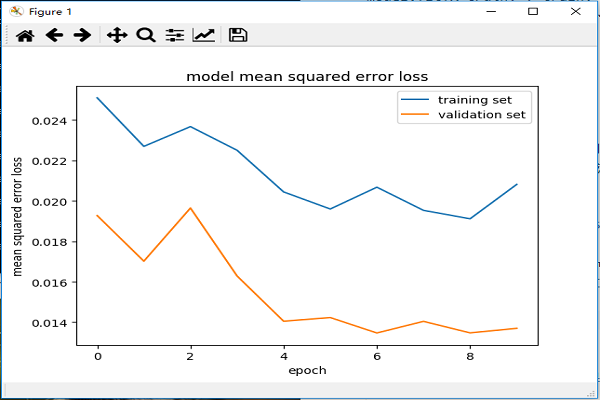 Figure 1
model mean squared error loss
training set
validation set
mean squared error loss
0.024
0.022
0.020
0.018
0.016
0.014
0 2 4 6 8
epoch